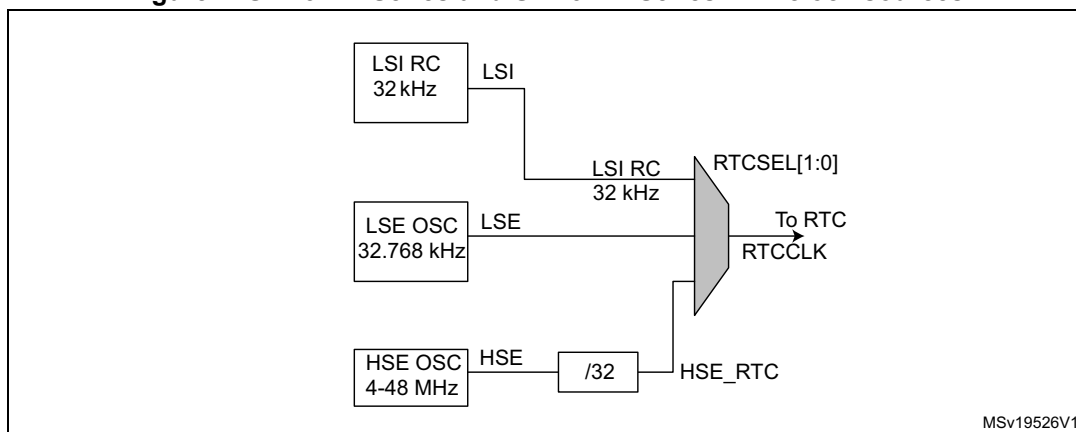 LSI RC
32 kHz
LSI
LSI RC
32 kHz
RTCSEL[1:0]
LSE OSC
32.768 kHz
LSE
To RTC
RTCCLK
HSE OSC
4-48 MHz
HSE
/32
HSE_RTC
MSv19526V1